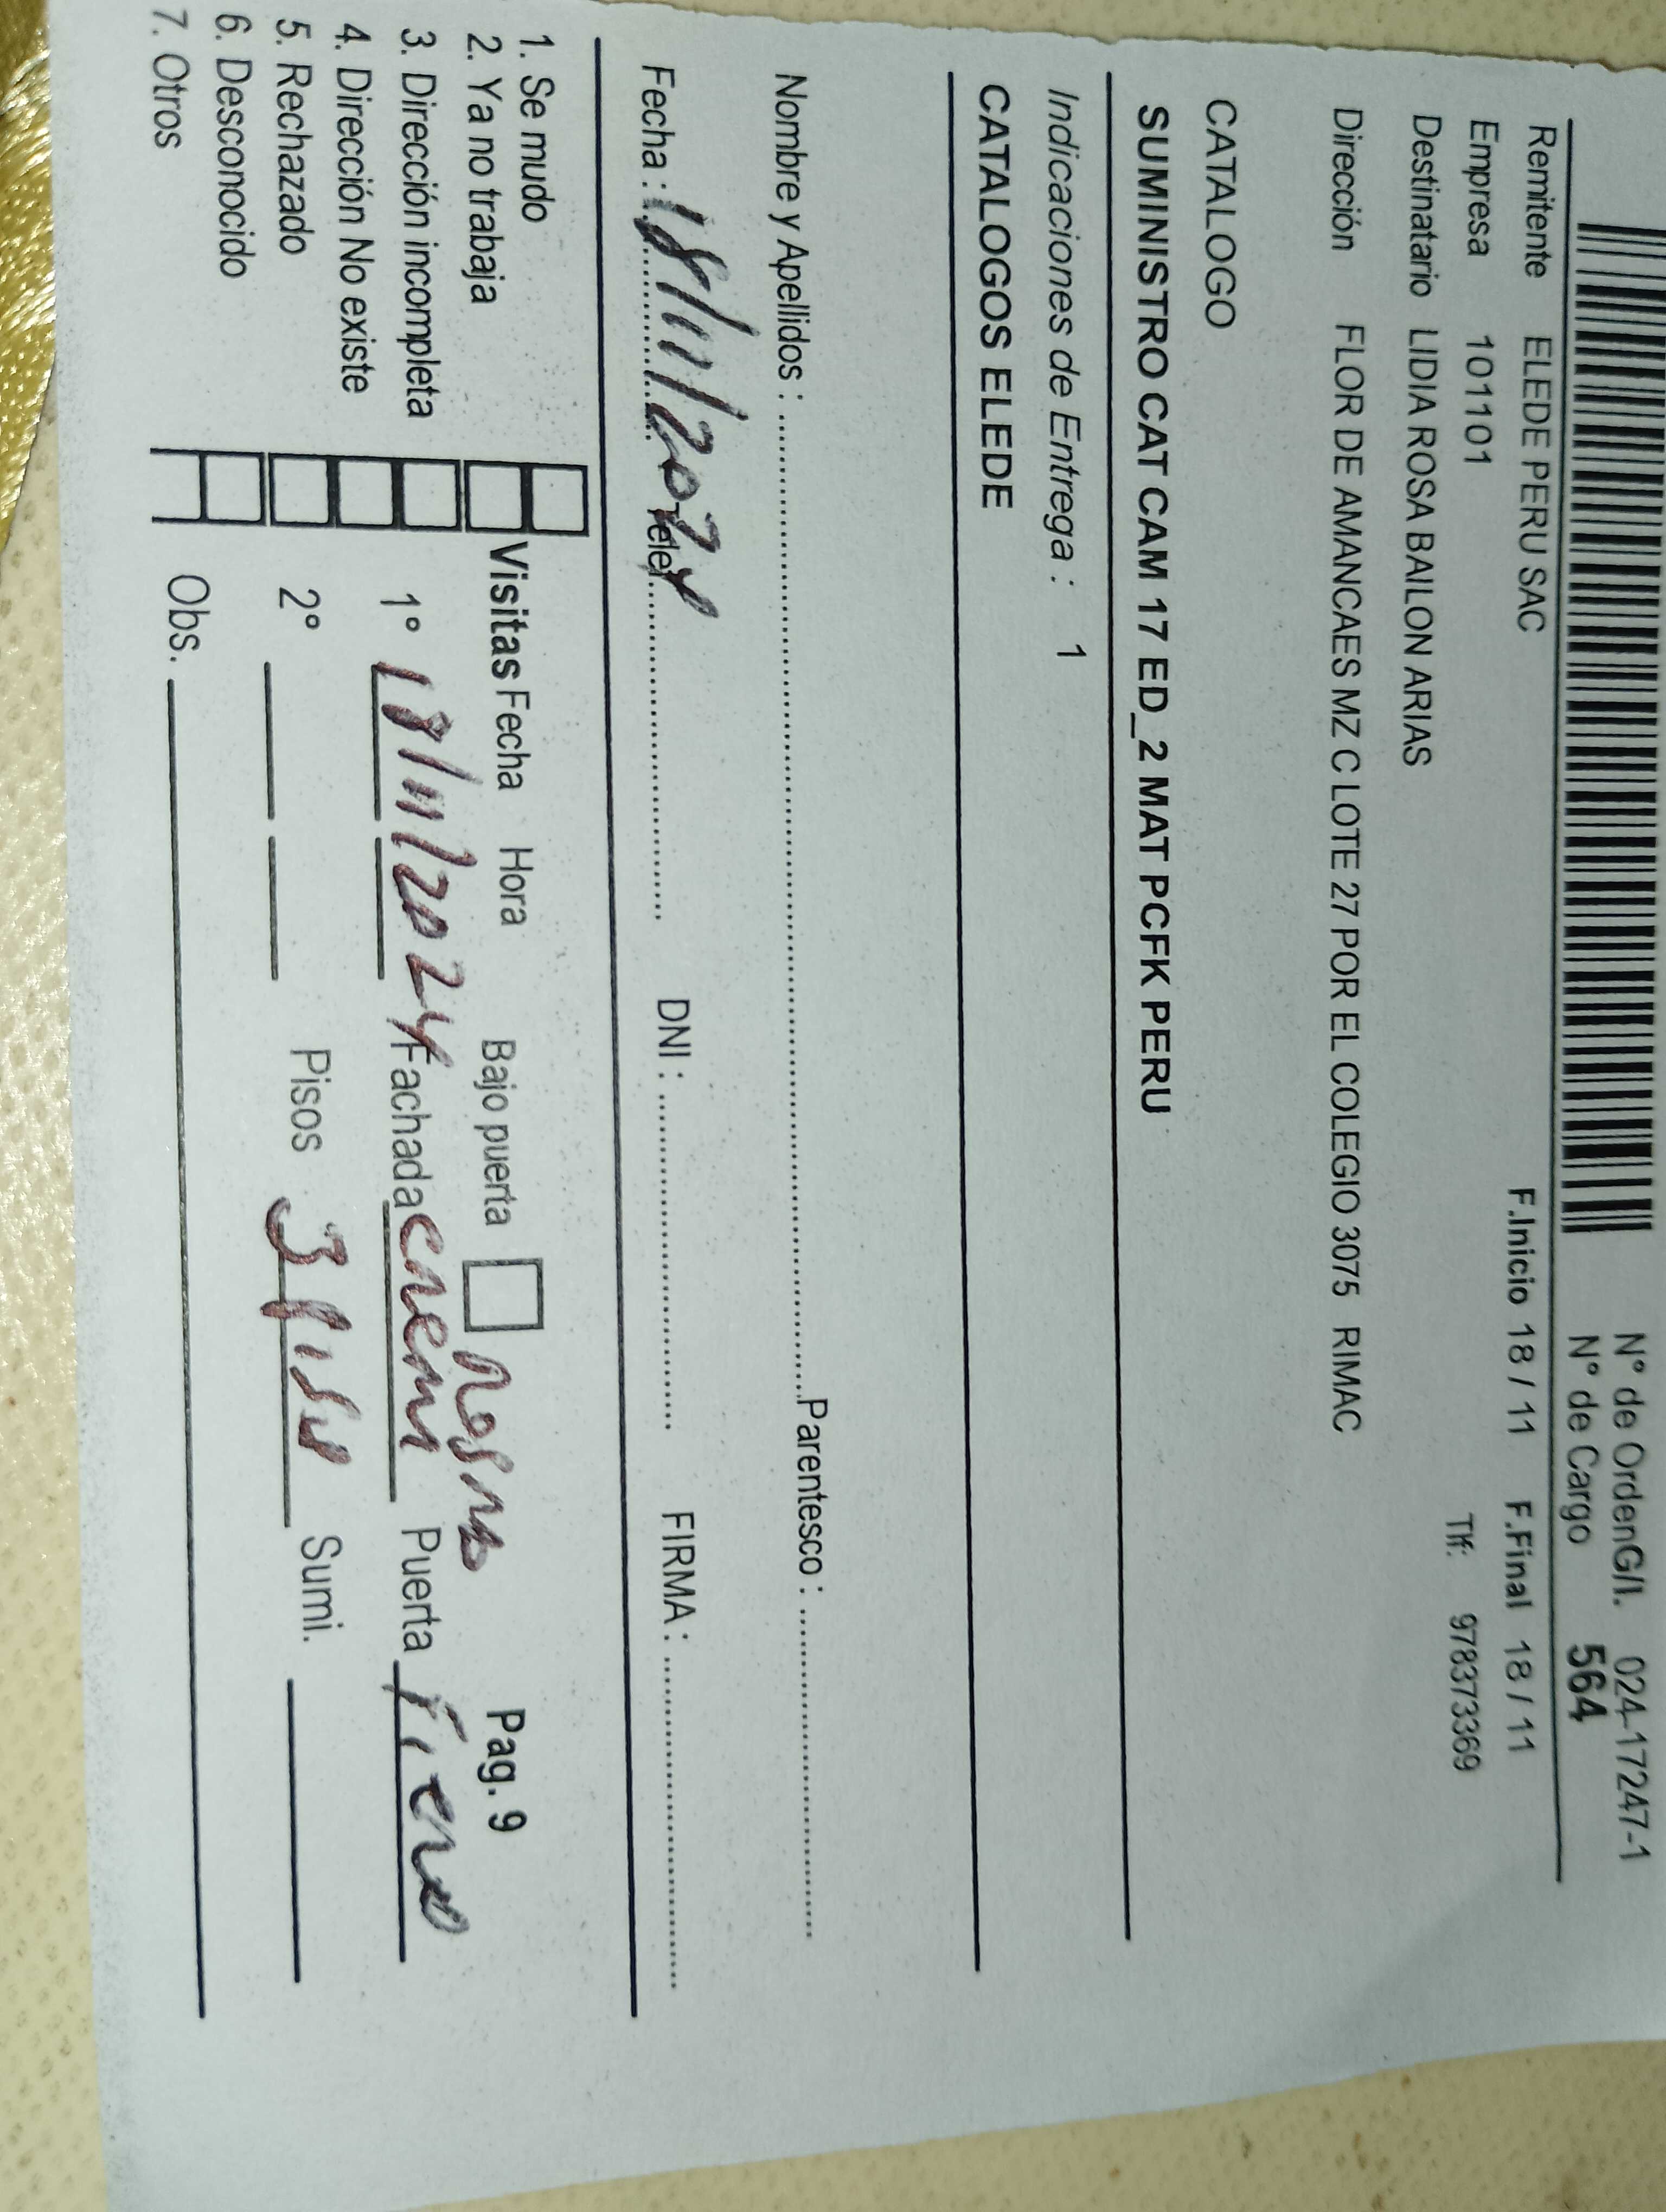 N° de OrdenG/I. 024-17247-1
N° de Cargo 564
Remitente ELEDE PERU SAC F.Inicio 18 / 11 F.Final 18 / 11
Empresa 101101 Tlf: 978373369
Destinatario LIDIA ROSA BAILON ARIAS
Dirección FLOR DE AMANCAES MZ C LOTE 27 POR EL COLEGIO 3075 RIMAC
CATALOGO
SUMINISTRO CAT CAM 17 ED_2 MAT PCFK PERU
Indicaciones de Entrega : 1
CATALOGOS ELEDE
Nombre y Apellidos : Parentesco :
Fecha : 18/11/2024 Telef DNI : FIRMA :
1. Se mudo
2. Ya no trabaja Visitas Fecha Hora Bajo puerta Pag. 9
3. Dirección incompleta 1° 18/11/2024 Fachada crema Puerta fierro
4. Dirección No existe
5. Rechazado 2° Pisos 3 piso Sumi.
6. Desconocido
7. Otros Obs.